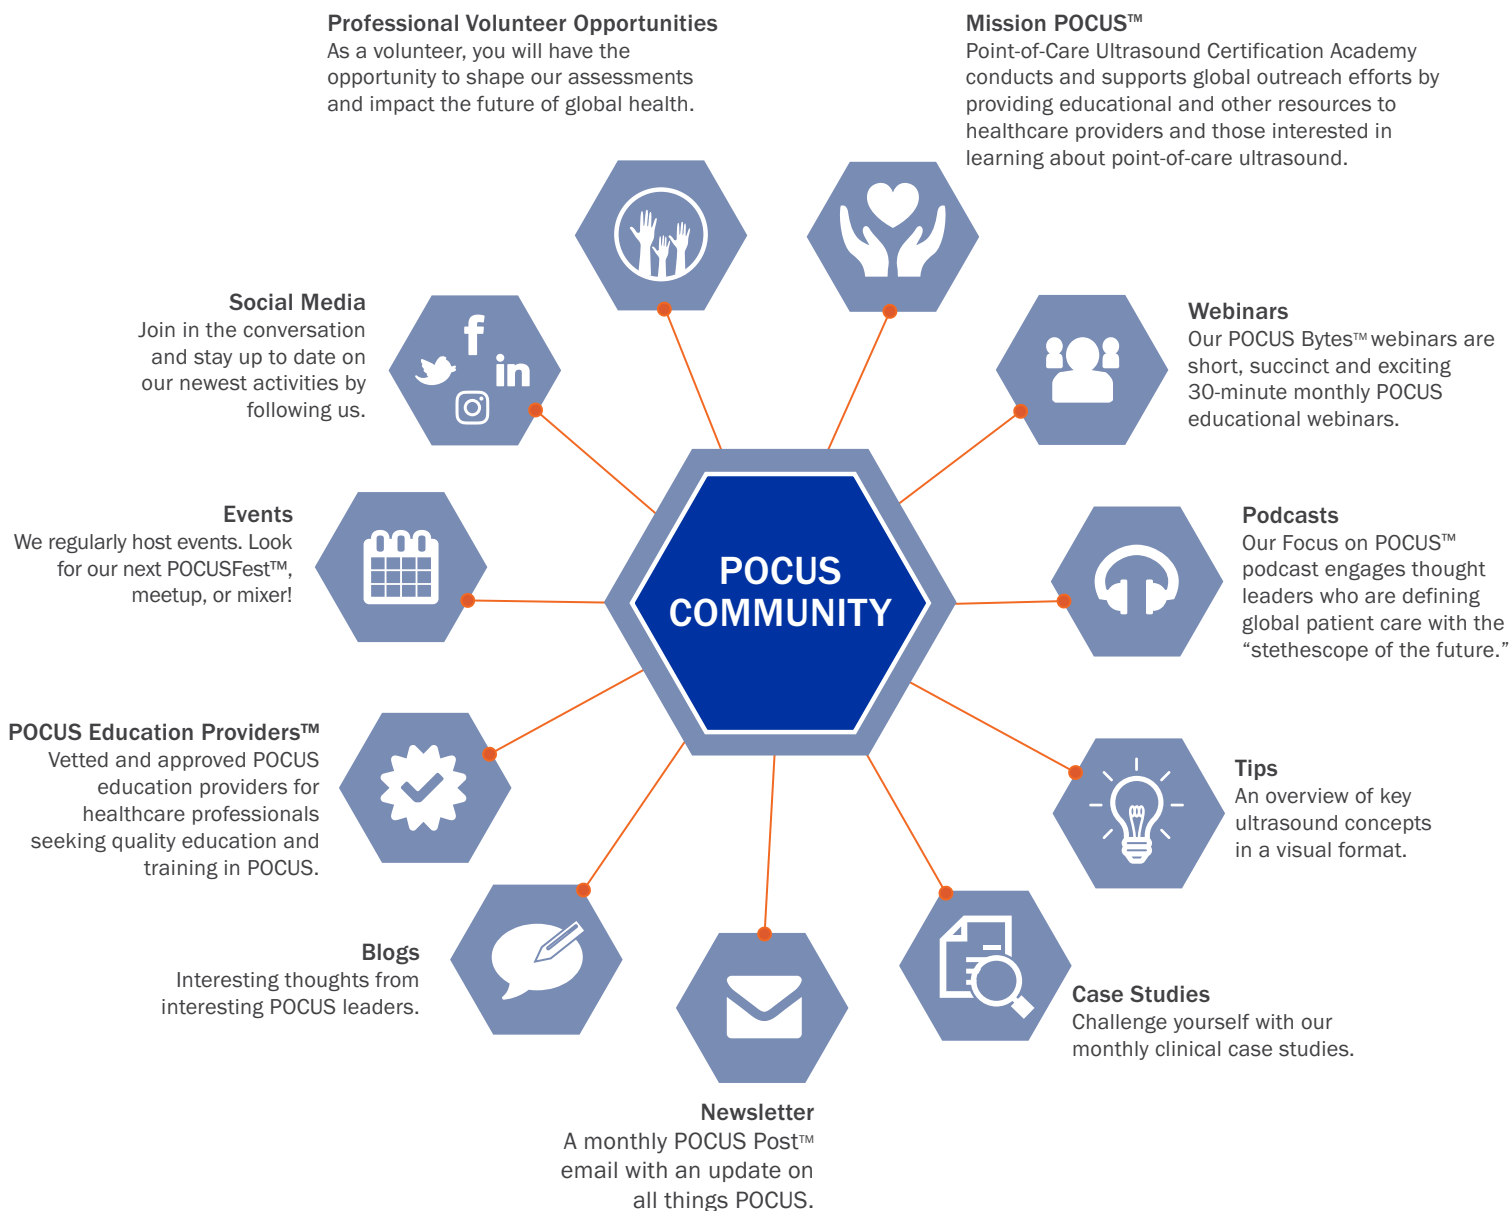 Professional Volunteer Opportunities
As a volunteer, you will have the
opportunity to shape our assessments
and impact the future of global health.
Mission POCUS™
Point-of-Care Ultrasound Certification Academy
conducts and supports global outreach efforts by
providing educational and other resources to
healthcare providers and those interested in
learning about point-of-care ultrasound.
Social Media
Join in the conversation
and stay up to date on
our newest activities by
following us.
f
in
Webinars
Our POCUS Bytes™ webinars are
short, succinct and exciting
30-minute monthly POCUS
educational webinars.
Events
We regularly host events. Look
for our next POCUSFest™,
meetup, or mixer!
POCUS
COMMUNITY
Podcasts
Our Focus on POCUS™
podcast engages thought
leaders who are defining
global patient care with the
“stethescope of the future.”
POCUS Education Providers™
Vetted and approved POCUS
education providers for
healthcare professionals
seeking quality education and
training in POCUS.
Tips
An overview of key
ultrasound concepts
in a visual format.
Blogs
Interesting thoughts from
interesting POCUS leaders.
Case Studies
Challenge yourself with our
monthly clinical case studies.
Newsletter
A monthly POCUS Post™
email with an update on
all things POCUS.